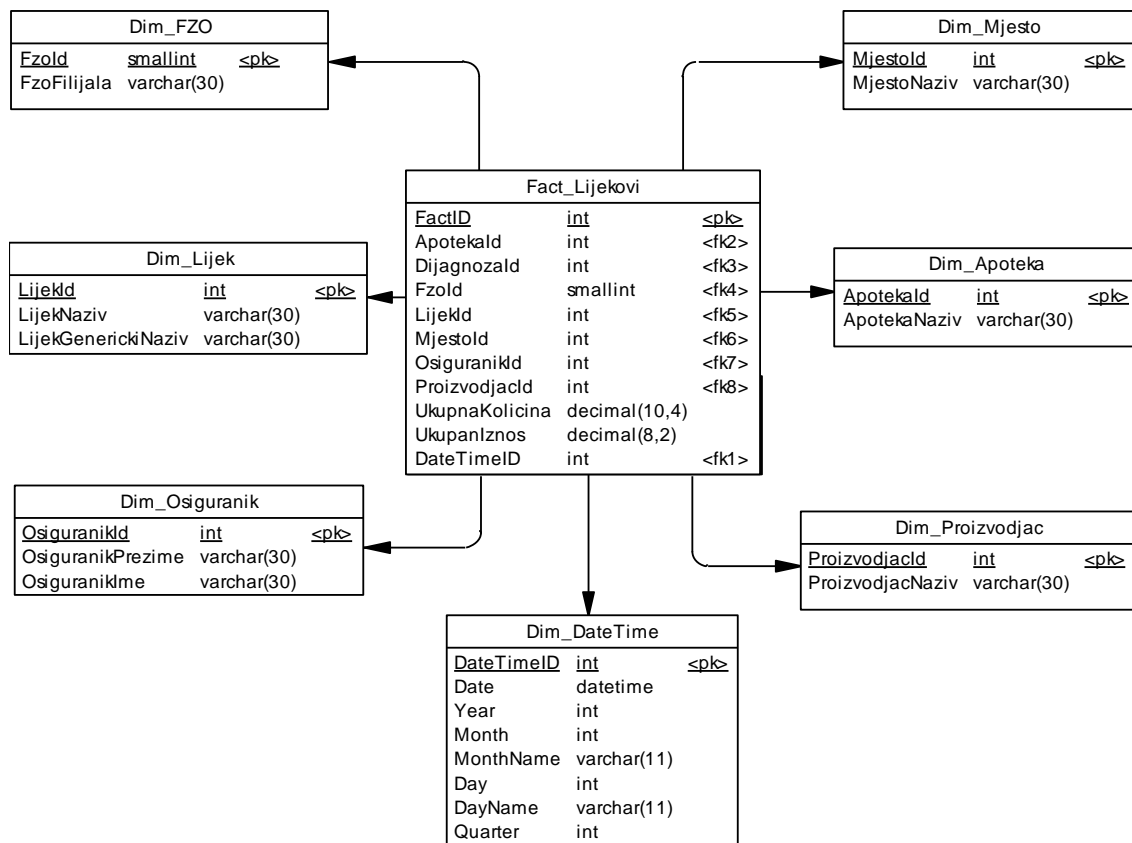 Dim_FZO
FzoId smallint <pk>
FzoFilijala varchar(30)
Dim_Mjesto
MjestoId int <pk>
MjestoNaziv varchar(30)
Fact_Lijekovi
FactID int <pk>
ApotekaId int <fk2>
DijagnozaId int <fk3>
FzoId smallint <fk4>
LijekId int <fk5>
MjestoId int <fk6>
OsiguranikId int <fk7>
ProizvodjacId int <fk8>
UkupnaKolicina decimal(10,4)
UkupanIznos decimal(8,2)
DateTimeID int <fk1>
Dim_Lijek
LijekId int <pk>
LijekNaziv varchar(30)
LijekGenerickiNaziv varchar(30)
Dim_Apoteka
ApotekaId int <pk>
ApotekaNaziv varchar(30)
Dim_Osiguranik
OsiguranikId int <pk>
OsiguranikPrezime varchar(30)
OsiguranikIme varchar(30)
Dim_Proizvodjac
ProizvodjacId int <pk>
ProizvodjacNaziv varchar(30)
Dim_DateTime
DateTimeID int <pk>
Date datetime
Year int
Month int
MonthName varchar(11)
Day int
DayName varchar(11)
Quarter int